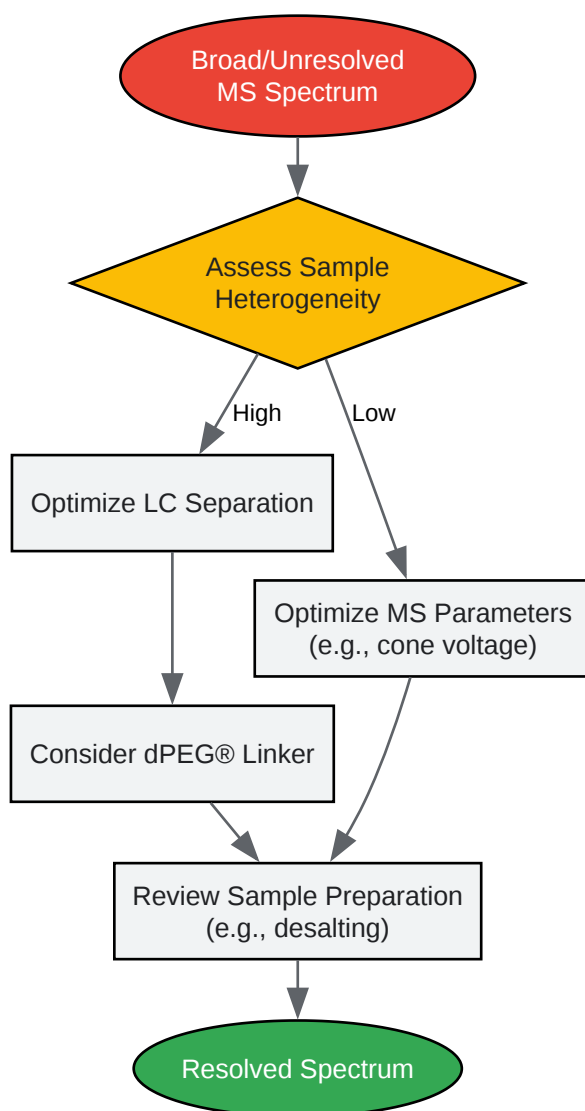 Broad/Unresolved
MS Spectrum
Assess Sample
Heterogeneity
High
Low
Optimize LC Separation
Optimize MS Parameters
(e.g., cone voltage)
Consider dPEG® Linker
Review Sample Preparation
(e.g., desalting)
Resolved Spectrum